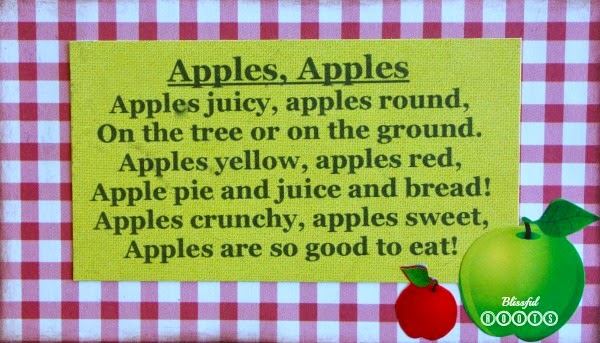 Apples, Apples
Apples juicy, apples round,
On the tree or on the ground.
Apples yellow, apples red,
Apple pie and juice and bread!
Apples crunchy, apples sweet,
Apples are so good to eat!
Blissful
ROOTS